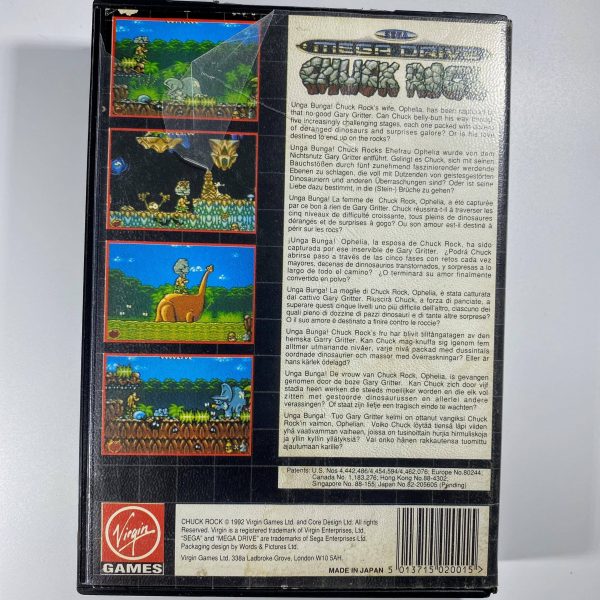 SEGA
MEGA DRIVE
CHUCK ROCK
Unga Bunga! Chuck Rock's wife, Ophelia, has been captured by
that no-good Gary Gritter. Can Chuck belly-butt his way through
five increasingly challenging stages, each one packed with dozens
of deranged dinosaurs and surprises galore? Or is his love
destined to end up on the rocks?
Unga Bunga! Chuck Rocks Ehefrau Ophelia wurde von dem
Nichtsnutz Gary Gritter entführt. Gelingt es Chuck, sich mit seinem
Bauchstößen durch fünf zunehmend faszinierender werdende
Ebenen zu schlagen, die voll mit Dutzenden von geistesgestörten
Dinosauriern und anderen Überraschungen sind? Oder ist seine
Liebe dazu bestimmt, in die (Stein-) Brüche zu gehen?
Unga Bunga! La femme de Chuck Rock, Ophelia, a été capturée
par ce bon à rien de Gary Gritter. Chuck réussira-t-il à traverser les
cinq niveaux de difficulté croissante, tous pleins de dinosaures
dérangés et de surprises à gogo? Ou son amour est-il destiné à
périr sur les rocs?
¡Unga Bunga! Ophelia, la esposa de Chuck Rock, ha sido
capturada por ese inservible de Gary Gritter. ¿Podrá Chuck
abrirse paso a través de las cinco fases con retos cada vez
mayores, decenas de dinosaurios transtornados, y sorpresas a lo
largo de todo el camino? ¿O terminará su amor finalmente
convertido en polvo?
Unga Bunga! La moglie di Chuck Rock, Ophelia, è stata catturata
dal cattivo Gary Gritter. Riuscirà Chuck, a forza di panciate, a
superare questi cinque livelli uno più difficile dell'altro, ciascuno dei
quali pieno di dozzine di pazzi dinosauri e di tante altre sorprese?
O il suo amore è destinato a finire contro le roccie?
Unga Bunga! Chuck Rock's fru har blivit tillfångatagen av den
hemska Garry Gritter. Kan Chuck mag-knuffa sig igenom fem
alltmer utmanande nivåer, varje nivå packad med dussintals
oordnade dinosaurier och massor med överraskningar? Eller är
hans kärlek ödelagd?
Unga Bunga! De vrouw van Chuck Rock, Ophelia, is gevangen
genomen door de boze Gary Gritter. Kan Chuck zich door vijf
stadia heen werken die steeds moeilijker worden en die elk vol
zitten met gestoorde dinosaurussen en allerlei andere
verassingen? Of staat zijn liefje een tragisch einde te wachten?
Unga Bunga! Tuo Gary Gritter kelmi on ottanut vangiksi Chuck
Rock'in vaimon, Ophelian. Voiko Chuck löytää tiensä läpi viiden
yhä vaativamman vaiheen, joissa on tusinoittain hurja hirmuliskoja
ja yllin kyllin yllätyksiä? Vai onko hänen rakkautensa tuomittu
ajautumaan kaukoiselle?
Patents: U.S. Nos 4,442,486/4,454,594/4,462,076; Europe No.80244;
Canada No. 1,183,276; Hong Kong No.88-4302;
Singapore No. 88-155; Japan No.82-205605 (Pending)
Virgin
GAMES
CHUCK ROCK © 1992 Virgin Games Ltd. and Core Design Ltd. All rights
Reserved. Virgin is a registered trademark of Virgin Enterprises Ltd.
"SEGA" and "MEGA DRIVE" are trademarks of Sega Enterprises Ltd.
Packaging design by Words & Pictures Ltd.
Virgin Games Ltd. 338a Ladbroke Grove, London W10 5AH.
MADE IN JAPAN
5 013715 020015 >